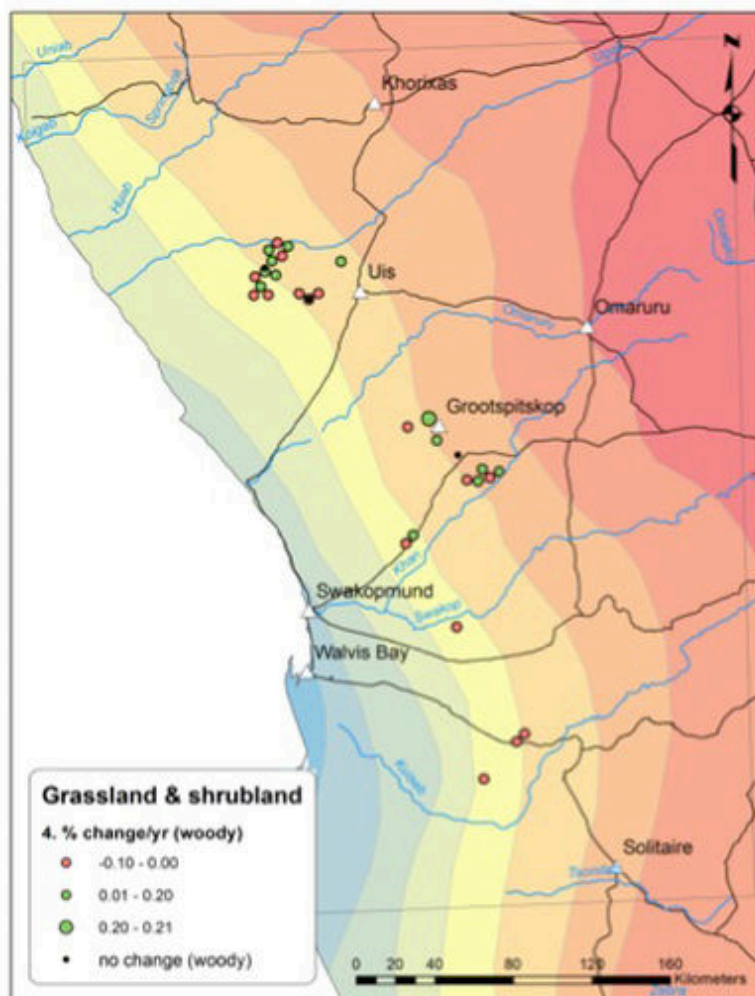 Uniab
Springbok
Koigab
Khorixas
Ugab
Huab
Uis
Omaruru
Omaruru
Grootspitskop
Khan
Swakopmund
Swakop
Walvis Bay
Kuiseb
Grassland & shrubland
4. % change/yr (woody)
-0.10 - 0.00
0.01 - 0.20
0.20 - 0.21
no change (woody)
Solitaire
0 20 40 80 120 160
Kilometers